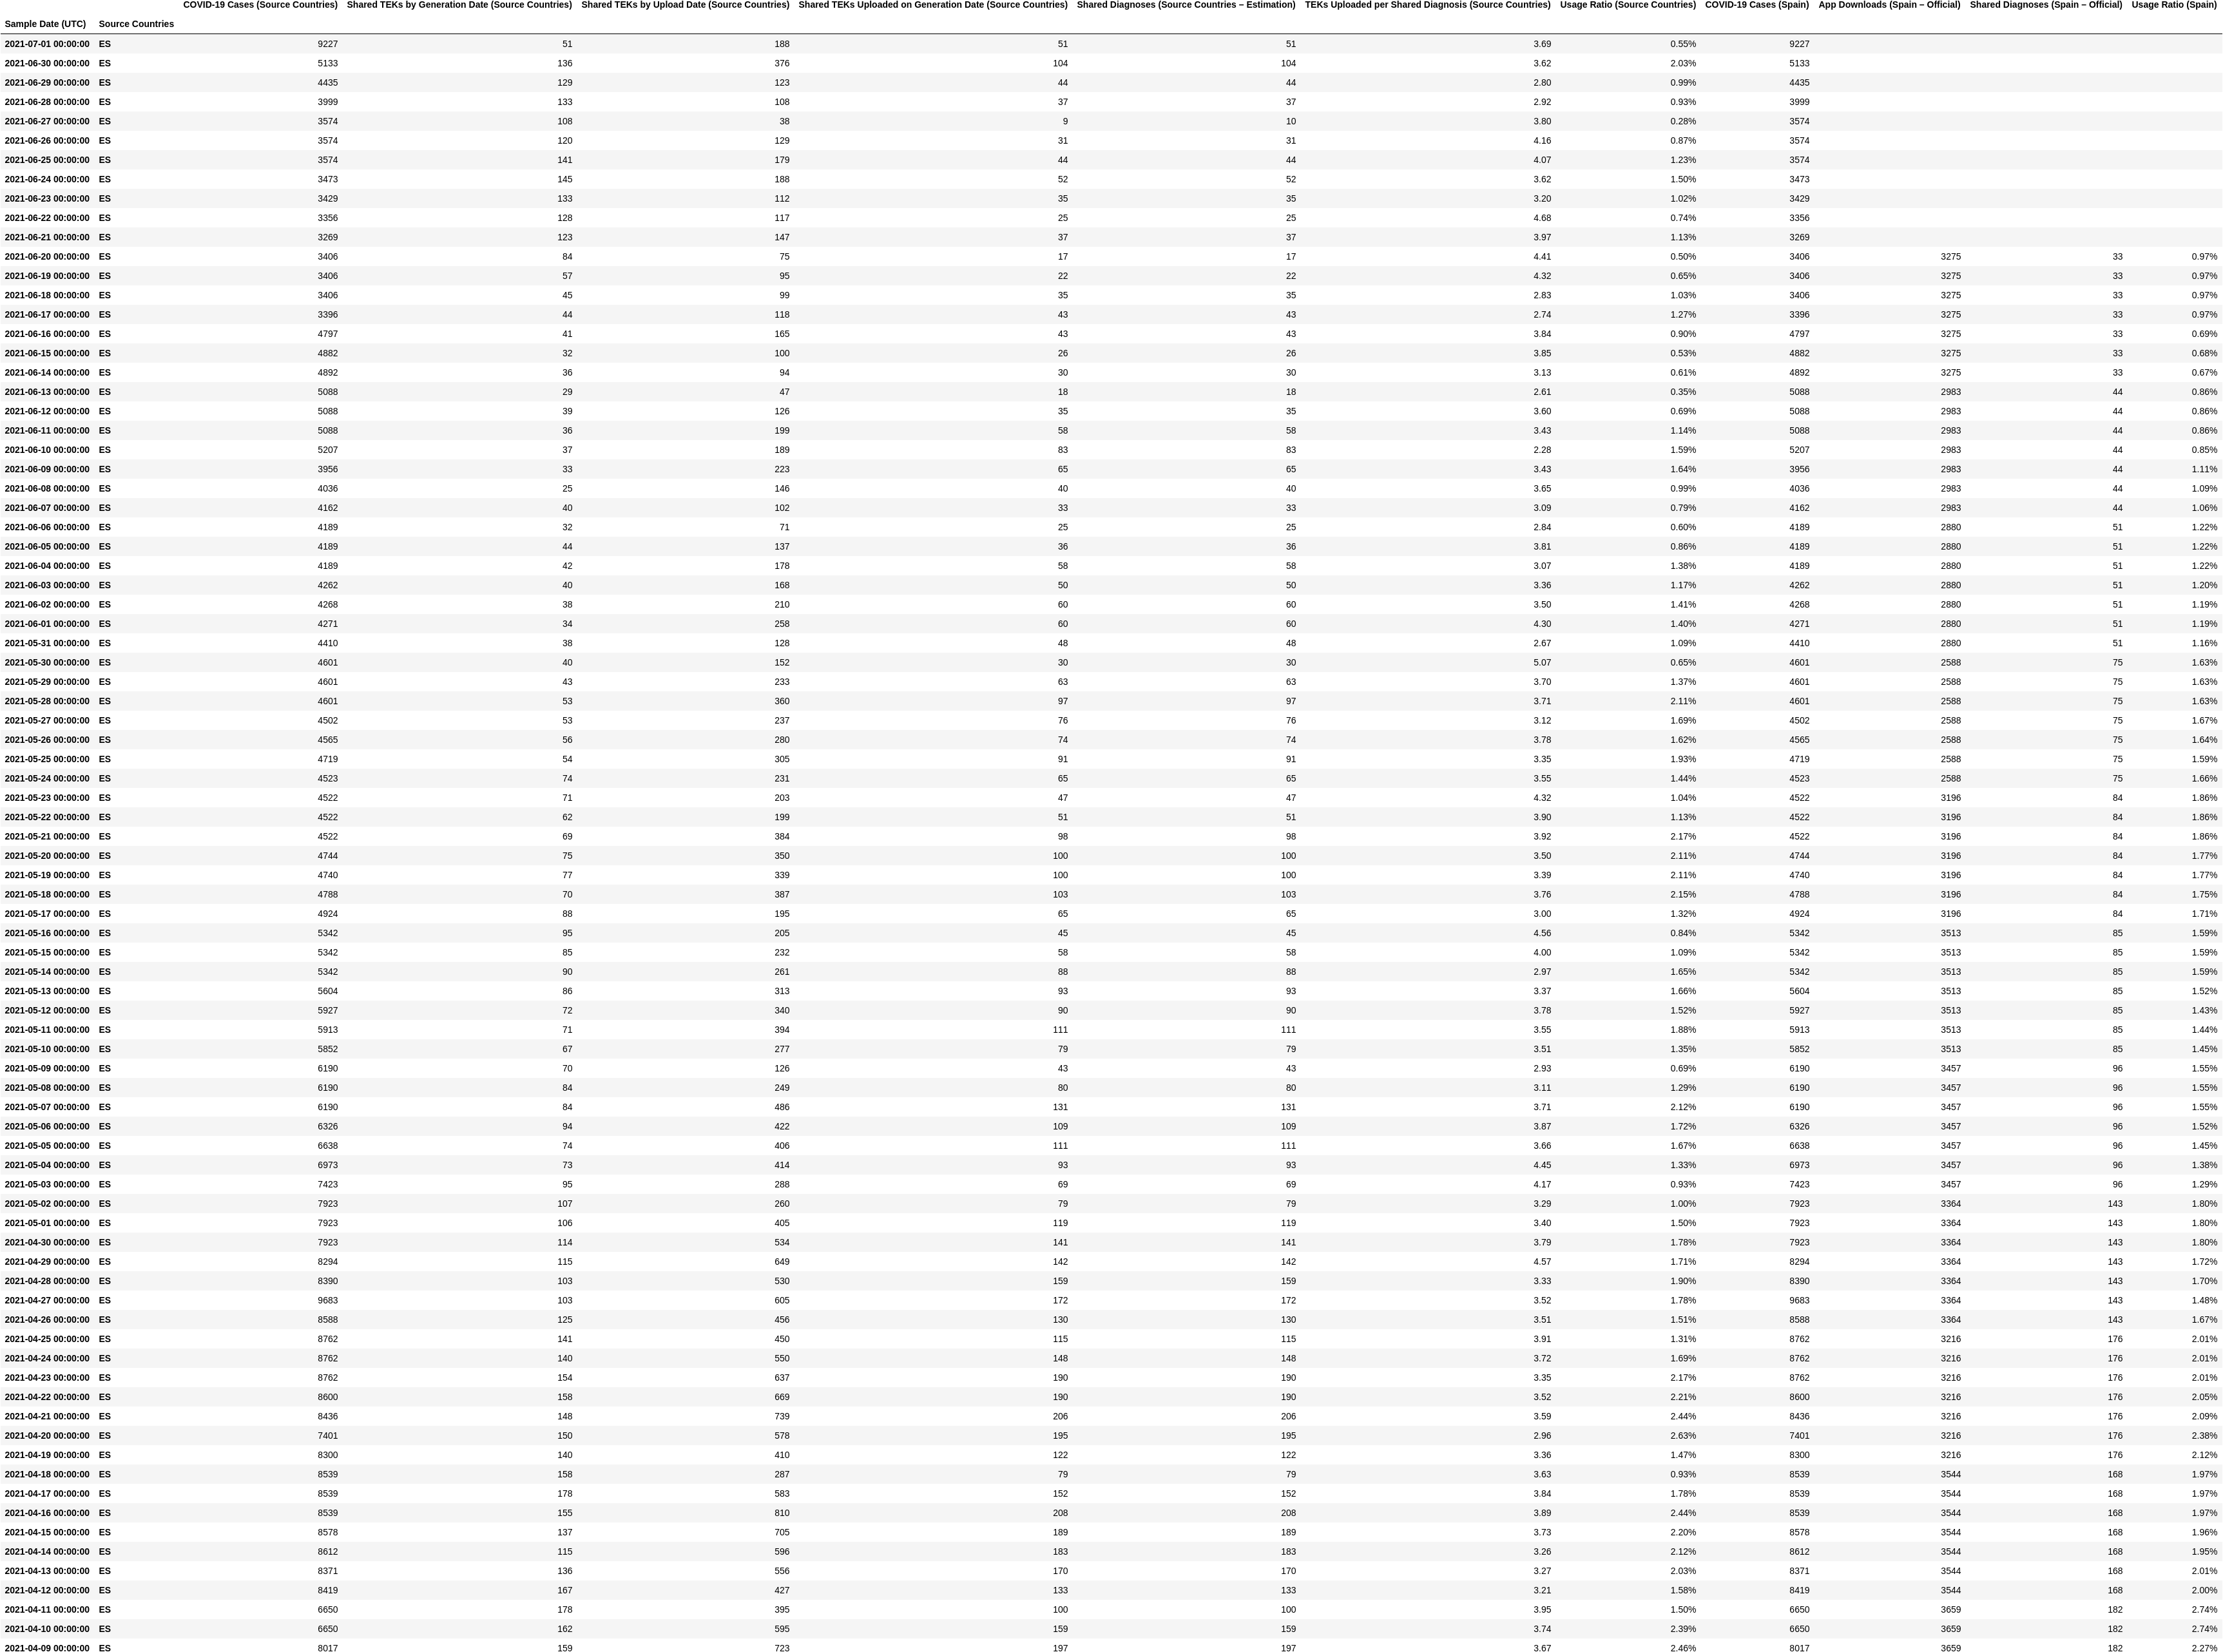 COVID-19 Cases (Source Countries) Shared TEKs by Generation Date (Source Countries) Shared TEKs by Upload Date (Source Countries) Shared TEKs Uploaded on Generation Date (Source Countries) Shared Diagnoses (Source Countries – Estimation) TEKs Uploaded per Shared Diagnosis (Source Countries) Usage Ratio (Source Countries) COVID-19 Cases (Spain) App Downloads (Spain – Official) Shared Diagnoses (Spain – Official) Usage Ratio (Spain)
Sample Date (UTC) Source Countries
2021-07-01 00:00:00 ES 9227 51 188 51 51 3.69 0.55% 9227
2021-06-30 00:00:00 ES 5133 136 376 104 104 3.62 2.03% 5133
2021-06-29 00:00:00 ES 4435 129 123 44 44 2.80 0.99% 4435
2021-06-28 00:00:00 ES 3999 133 108 37 37 2.92 0.93% 3999
2021-06-27 00:00:00 ES 3574 108 38 9 10 3.80 0.28% 3574
2021-06-26 00:00:00 ES 3574 120 129 31 31 4.16 0.87% 3574
2021-06-25 00:00:00 ES 3574 141 179 44 44 4.07 1.23% 3574
2021-06-24 00:00:00 ES 3473 145 188 52 52 3.62 1.50% 3473
2021-06-23 00:00:00 ES 3429 133 112 35 35 3.20 1.02% 3429
2021-06-22 00:00:00 ES 3356 128 117 25 25 4.68 0.74% 3356
2021-06-21 00:00:00 ES 3269 123 147 37 37 3.97 1.13% 3269
2021-06-20 00:00:00 ES 3406 84 75 17 17 4.41 0.50% 3406 3275 33 0.97%
2021-06-19 00:00:00 ES 3406 57 95 22 22 4.32 0.65% 3406 3275 33 0.97%
2021-06-18 00:00:00 ES 3406 45 99 35 35 2.83 1.03% 3406 3275 33 0.97%
2021-06-17 00:00:00 ES 3396 44 118 43 43 2.74 1.27% 3396 3275 33 0.97%
2021-06-16 00:00:00 ES 4797 41 165 43 43 3.84 0.90% 4797 3275 33 0.69%
2021-06-15 00:00:00 ES 4882 32 100 26 26 3.85 0.53% 4882 3275 33 0.68%
2021-06-14 00:00:00 ES 4892 36 94 30 30 3.13 0.61% 4892 3275 33 0.67%
2021-06-13 00:00:00 ES 5088 29 47 18 18 2.61 0.35% 5088 2983 44 0.86%
2021-06-12 00:00:00 ES 5088 39 126 35 35 3.60 0.69% 5088 2983 44 0.86%
2021-06-11 00:00:00 ES 5088 36 199 58 58 3.43 1.14% 5088 2983 44 0.86%
2021-06-10 00:00:00 ES 5207 37 189 83 83 2.28 1.59% 5207 2983 44 0.85%
2021-06-09 00:00:00 ES 3956 33 223 65 65 3.43 1.64% 3956 2983 44 1.11%
2021-06-08 00:00:00 ES 4036 25 146 40 40 3.65 0.99% 4036 2983 44 1.09%
2021-06-07 00:00:00 ES 4162 40 102 33 33 3.09 0.79% 4162 2983 44 1.06%
2021-06-06 00:00:00 ES 4189 32 71 25 25 2.84 0.60% 4189 2880 51 1.22%
2021-06-05 00:00:00 ES 4189 44 137 36 36 3.81 0.86% 4189 2880 51 1.22%
2021-06-04 00:00:00 ES 4189 42 178 58 58 3.07 1.38% 4189 2880 51 1.22%
2021-06-03 00:00:00 ES 4262 40 168 50 50 3.36 1.17% 4262 2880 51 1.20%
2021-06-02 00:00:00 ES 4268 38 210 60 60 3.50 1.41% 4268 2880 51 1.19%
2021-06-01 00:00:00 ES 4271 34 258 60 60 4.30 1.40% 4271 2880 51 1.19%
2021-05-31 00:00:00 ES 4410 38 128 48 48 2.67 1.09% 4410 2880 51 1.16%
2021-05-30 00:00:00 ES 4601 40 152 30 30 5.07 0.65% 4601 2588 75 1.63%
2021-05-29 00:00:00 ES 4601 43 233 63 63 3.70 1.37% 4601 2588 75 1.63%
2021-05-28 00:00:00 ES 4601 53 360 97 97 3.71 2.11% 4601 2588 75 1.63%
2021-05-27 00:00:00 ES 4502 53 237 76 76 3.12 1.69% 4502 2588 75 1.67%
2021-05-26 00:00:00 ES 4565 56 280 74 74 3.78 1.62% 4565 2588 75 1.64%
2021-05-25 00:00:00 ES 4719 54 305 91 91 3.35 1.93% 4719 2588 75 1.59%
2021-05-24 00:00:00 ES 4523 74 231 65 65 3.55 1.44% 4523 2588 75 1.66%
2021-05-23 00:00:00 ES 4522 71 203 47 47 4.32 1.04% 4522 3196 84 1.86%
2021-05-22 00:00:00 ES 4522 62 199 51 51 3.90 1.13% 4522 3196 84 1.86%
2021-05-21 00:00:00 ES 4522 69 384 98 98 3.92 2.17% 4522 3196 84 1.86%
2021-05-20 00:00:00 ES 4744 75 350 100 100 3.50 2.11% 4744 3196 84 1.77%
2021-05-19 00:00:00 ES 4740 77 339 100 100 3.39 2.11% 4740 3196 84 1.77%
2021-05-18 00:00:00 ES 4788 70 387 103 103 3.76 2.15% 4788 3196 84 1.75%
2021-05-17 00:00:00 ES 4924 88 195 65 65 3.00 1.32% 4924 3196 84 1.71%
2021-05-16 00:00:00 ES 5342 95 205 45 45 4.56 0.84% 5342 3513 85 1.59%
2021-05-15 00:00:00 ES 5342 85 232 58 58 4.00 1.09% 5342 3513 85 1.59%
2021-05-14 00:00:00 ES 5342 90 261 88 88 2.97 1.65% 5342 3513 85 1.59%
2021-05-13 00:00:00 ES 5604 86 313 93 93 3.37 1.66% 5604 3513 85 1.52%
2021-05-12 00:00:00 ES 5927 72 340 90 90 3.78 1.52% 5927 3513 85 1.43%
2021-05-11 00:00:00 ES 5913 71 394 111 111 3.55 1.88% 5913 3513 85 1.44%
2021-05-10 00:00:00 ES 5852 67 277 79 79 3.51 1.35% 5852 3513 85 1.45%
2021-05-09 00:00:00 ES 6190 70 126 43 43 2.93 0.69% 6190 3457 96 1.55%
2021-05-08 00:00:00 ES 6190 84 249 80 80 3.11 1.29% 6190 3457 96 1.55%
2021-05-07 00:00:00 ES 6190 84 486 131 131 3.71 2.12% 6190 3457 96 1.55%
2021-05-06 00:00:00 ES 6326 94 422 109 109 3.87 1.72% 6326 3457 96 1.52%
2021-05-05 00:00:00 ES 6638 74 406 111 111 3.66 1.67% 6638 3457 96 1.45%
2021-05-04 00:00:00 ES 6973 73 414 93 93 4.45 1.33% 6973 3457 96 1.38%
2021-05-03 00:00:00 ES 7423 95 288 69 69 4.17 0.93% 7423 3457 96 1.29%
2021-05-02 00:00:00 ES 7923 107 260 79 79 3.29 1.00% 7923 3364 143 1.80%
2021-05-01 00:00:00 ES 7923 106 405 119 119 3.40 1.50% 7923 3364 143 1.80%
2021-04-30 00:00:00 ES 7923 114 534 141 141 3.79 1.78% 7923 3364 143 1.80%
2021-04-29 00:00:00 ES 8294 115 649 142 142 4.57 1.71% 8294 3364 143 1.72%
2021-04-28 00:00:00 ES 8390 103 530 159 159 3.33 1.90% 8390 3364 143 1.70%
2021-04-27 00:00:00 ES 9683 103 605 172 172 3.52 1.78% 9683 3364 143 1.48%
2021-04-26 00:00:00 ES 8588 125 456 130 130 3.51 1.51% 8588 3364 143 1.67%
2021-04-25 00:00:00 ES 8762 141 450 115 115 3.91 1.31% 8762 3216 176 2.01%
2021-04-24 00:00:00 ES 8762 140 550 148 148 3.72 1.69% 8762 3216 176 2.01%
2021-04-23 00:00:00 ES 8762 154 637 190 190 3.35 2.17% 8762 3216 176 2.01%
2021-04-22 00:00:00 ES 8600 158 669 190 190 3.52 2.21% 8600 3216 176 2.05%
2021-04-21 00:00:00 ES 8436 148 739 206 206 3.59 2.44% 8436 3216 176 2.09%
2021-04-20 00:00:00 ES 7401 150 578 195 195 2.96 2.63% 7401 3216 176 2.38%
2021-04-19 00:00:00 ES 8300 140 410 122 122 3.36 1.47% 8300 3216 176 2.12%
2021-04-18 00:00:00 ES 8539 158 287 79 79 3.63 0.93% 8539 3544 168 1.97%
2021-04-17 00:00:00 ES 8539 178 583 152 152 3.84 1.78% 8539 3544 168 1.97%
2021-04-16 00:00:00 ES 8539 155 810 208 208 3.89 2.44% 8539 3544 168 1.97%
2021-04-15 00:00:00 ES 8578 137 705 189 189 3.73 2.20% 8578 3544 168 1.96%
2021-04-14 00:00:00 ES 8612 115 596 183 183 3.26 2.12% 8612 3544 168 1.95%
2021-04-13 00:00:00 ES 8371 136 556 170 170 3.27 2.03% 8371 3544 168 2.01%
2021-04-12 00:00:00 ES 8419 167 427 133 133 3.21 1.58% 8419 3544 168 2.00%
2021-04-11 00:00:00 ES 6650 178 395 100 100 3.95 1.50% 6650 3659 182 2.74%
2021-04-10 00:00:00 ES 6650 162 595 159 159 3.74 2.39% 6650 3659 182 2.74%
2021-04-09 00:00:00 ES 8017 159 723 197 197 3.67 2.46% 8017 3659 182 2.27%